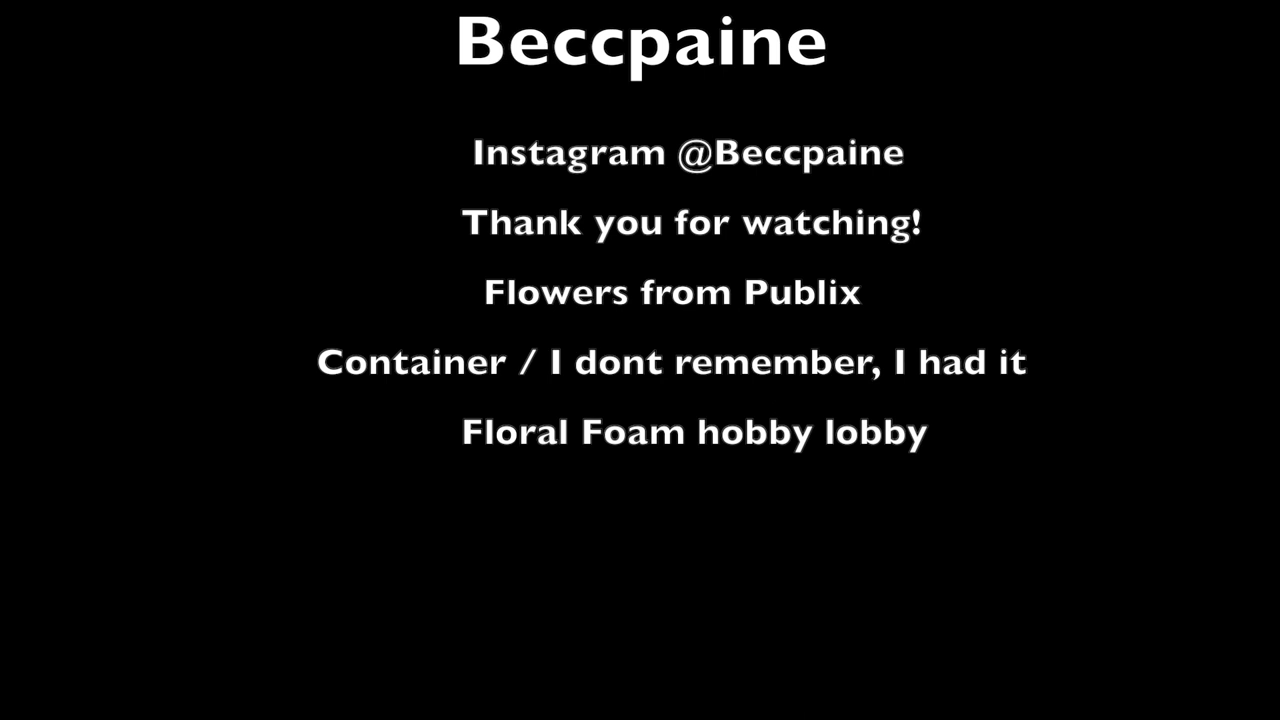 Beccpaine
Instagram @Beccpaine
Thank you for watching!
Flowers from Publix
Container / I dont remember, I had it
Floral Foam hobby lobby